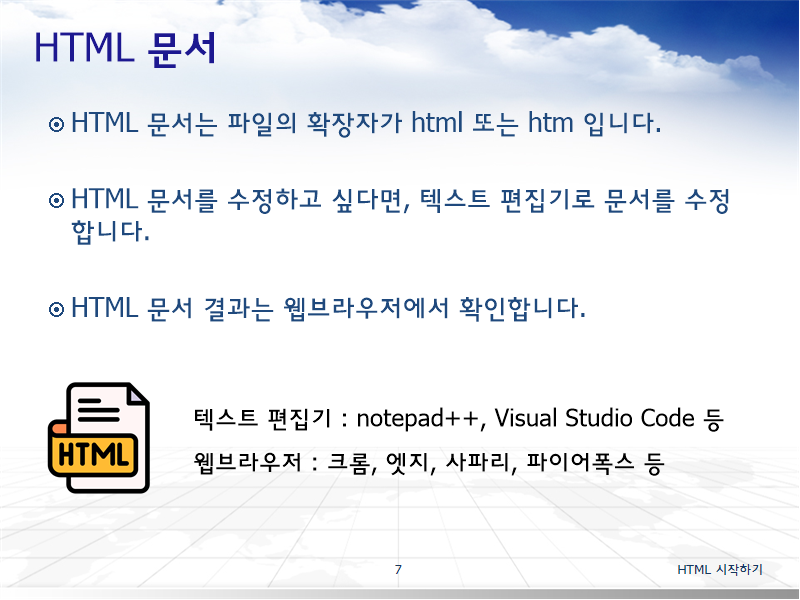 HTML 문서
HTML 문서는 파일의 확장자가 html 또는 htm 입니다.
HTML 문서를 수정하고 싶다면, 텍스트 편집기로 문서를 수정
합니다.
HTML 문서 결과는 웹브라우저에서 확인합니다.
HTML
텍스트 편집기 : notepad++, Visual Studio Code 등
웹브라우저 : 크롬, 엣지, 사파리, 파이어폭스 등
7
HTML 시작하기